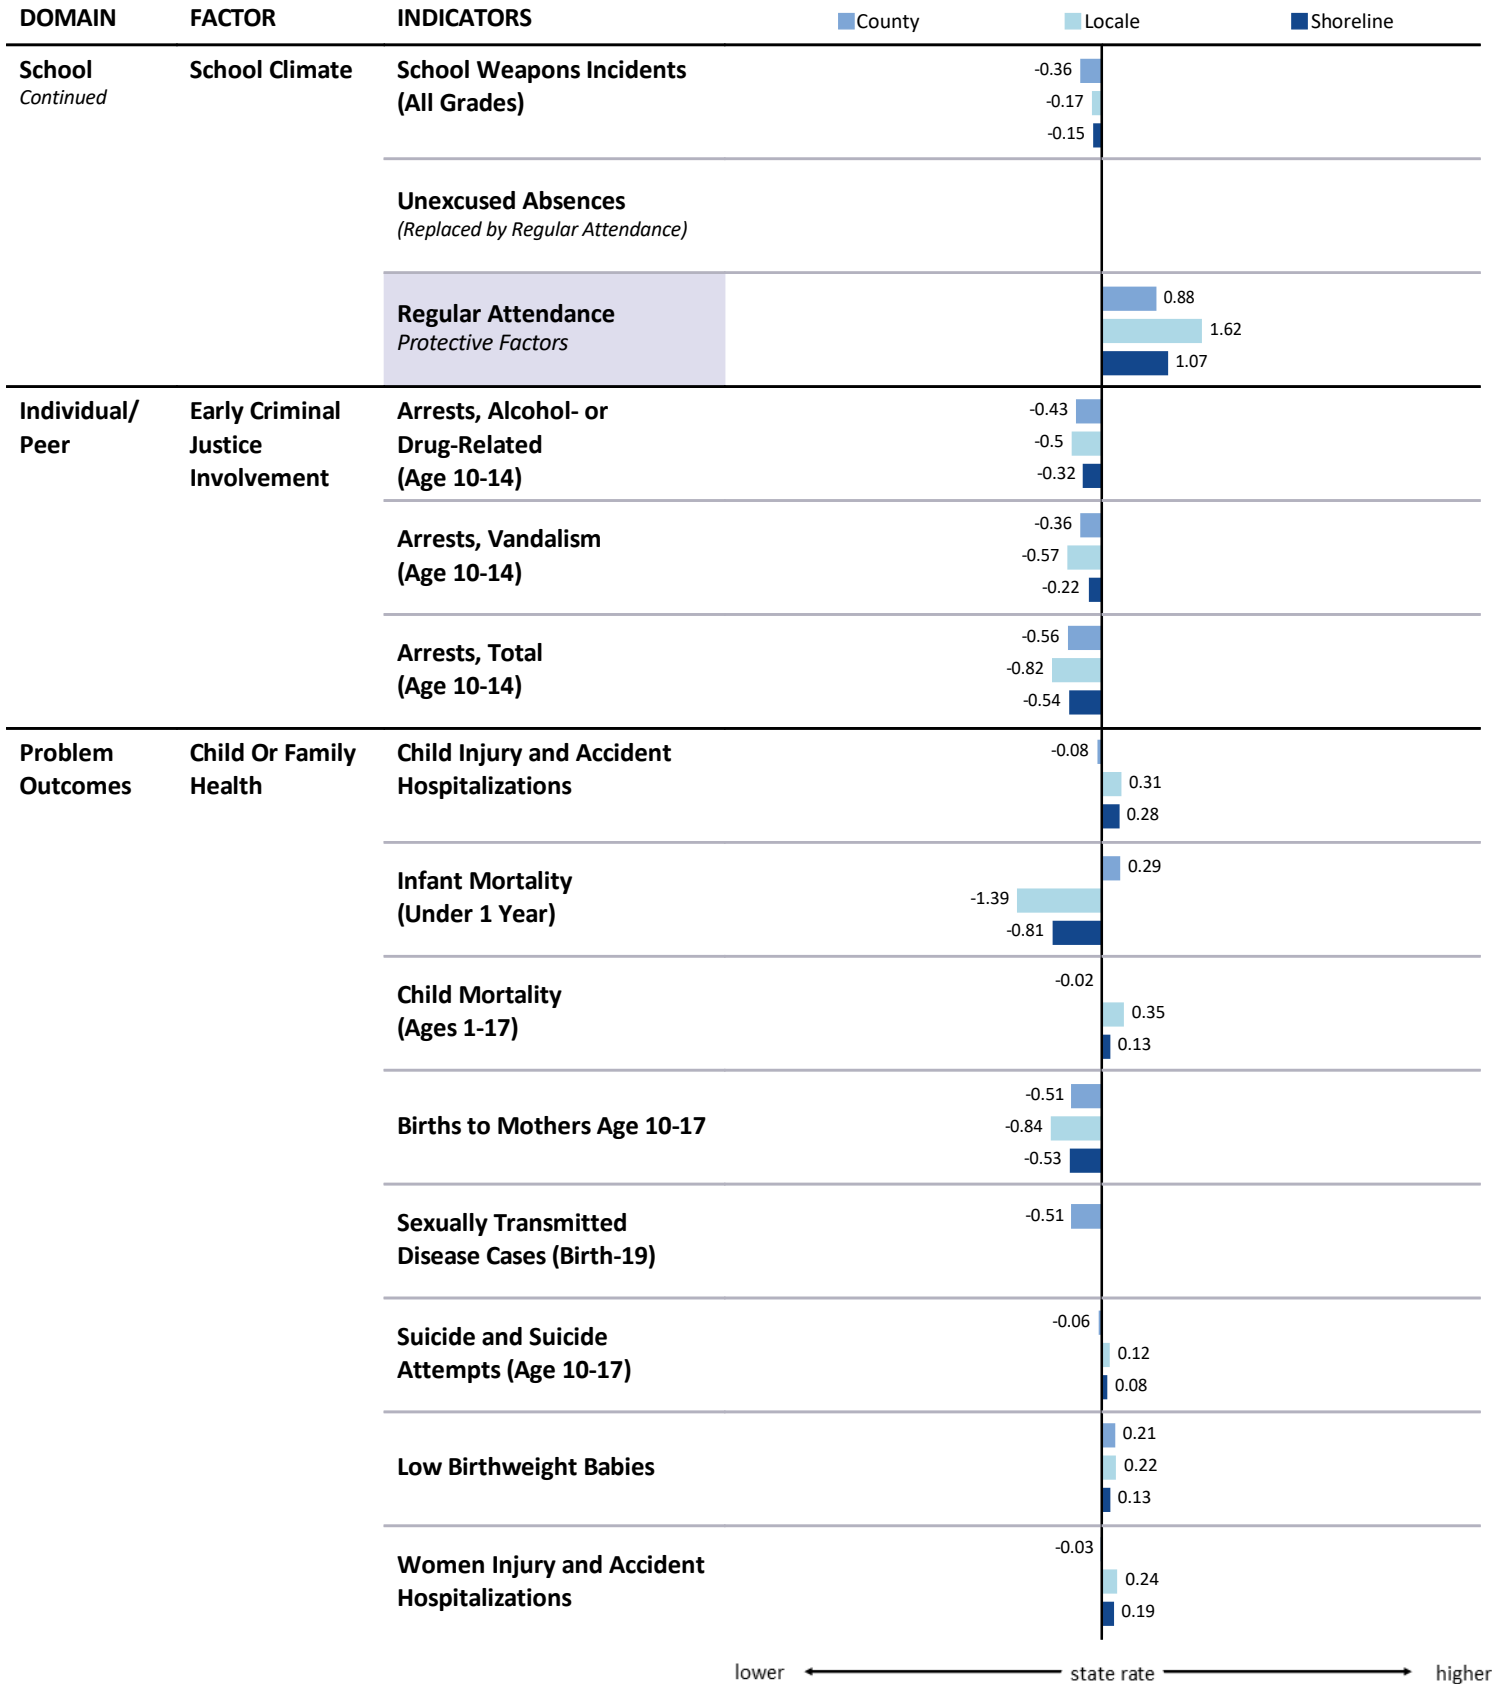 DOMAIN FACTOR INDICATORS County Locale Shoreline
School School Climate School Weapons Incidents
Continued (All Grades)
-0.36
-0.17
-0.15
Unexcused Absences
(Replaced by Regular Attendance)
Regular Attendance
Protective Factors
0.88
1.62
1.07
Individual/ Early Criminal Arrests, Alcohol- or
Peer Justice Drug-Related
Involvement (Age 10-14)
-0.43
-0.5
-0.32
Arrests, Vandalism
(Age 10-14)
-0.36
-0.57
-0.22
Arrests, Total
(Age 10-14)
-0.56
-0.82
-0.54
Problem Child Or Family Child Injury and Accident
Outcomes Health Hospitalizations
-0.08
0.31
0.28
Infant Mortality
(Under 1 Year)
0.29
-1.39
-0.81
Child Mortality
(Ages 1-17)
-0.02
0.35
0.13
Births to Mothers Age 10-17
-0.51
-0.84
-0.53
Sexually Transmitted
Disease Cases (Birth-19)
-0.51
Suicide and Suicide
Attempts (Age 10-17)
-0.06
0.12
0.08
Low Birthweight Babies
0.21
0.22
0.13
Women Injury and Accident
Hospitalizations
-0.03
0.24
0.19
lower state rate higher